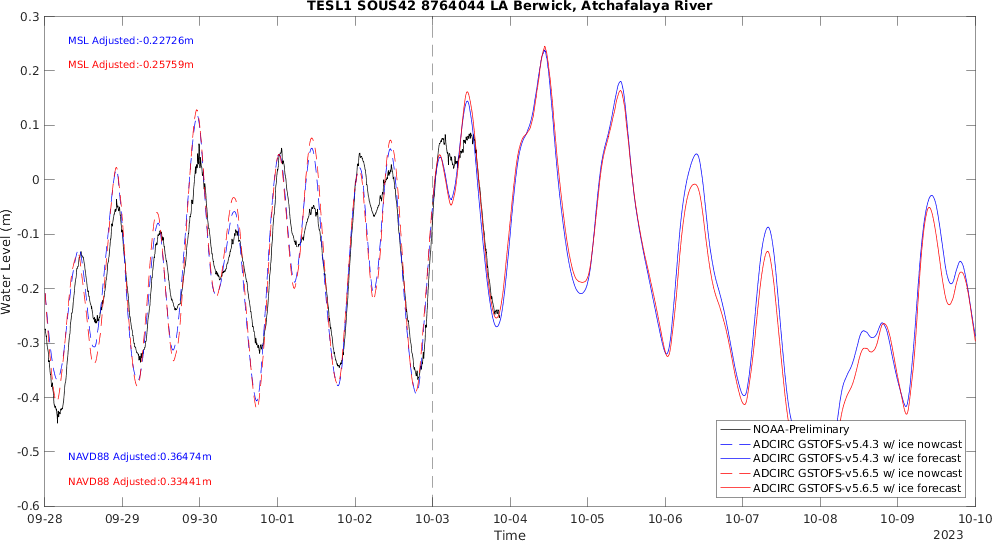 TESL1 SOUS42 8764044 LA Berwick, Atchafalaya River
MSL Adjusted:-0.22726m
MSL Adjusted:-0.25759m
0.3
0.2
0.1
0
-0.1
-0.2
-0.3
-0.4
-0.5
-0.6
Water Level (m)
NAVD88 Adjusted:0.36474m
NAVD88 Adjusted:0.33441m
NOAA-Preliminary
ADCIRC GSTOFS-v5.4.3 w/ ice nowcast
ADCIRC GSTOFS-v5.4.3 w/ ice forecast
ADCIRC GSTOFS-v5.6.5 w/ ice nowcast
ADCIRC GSTOFS-v5.6.5 w/ ice forecast
09-28 09-29 09-30 10-01 10-02 10-03 10-04 10-05 10-06 10-07 10-08 10-09 10-10
Time
2023